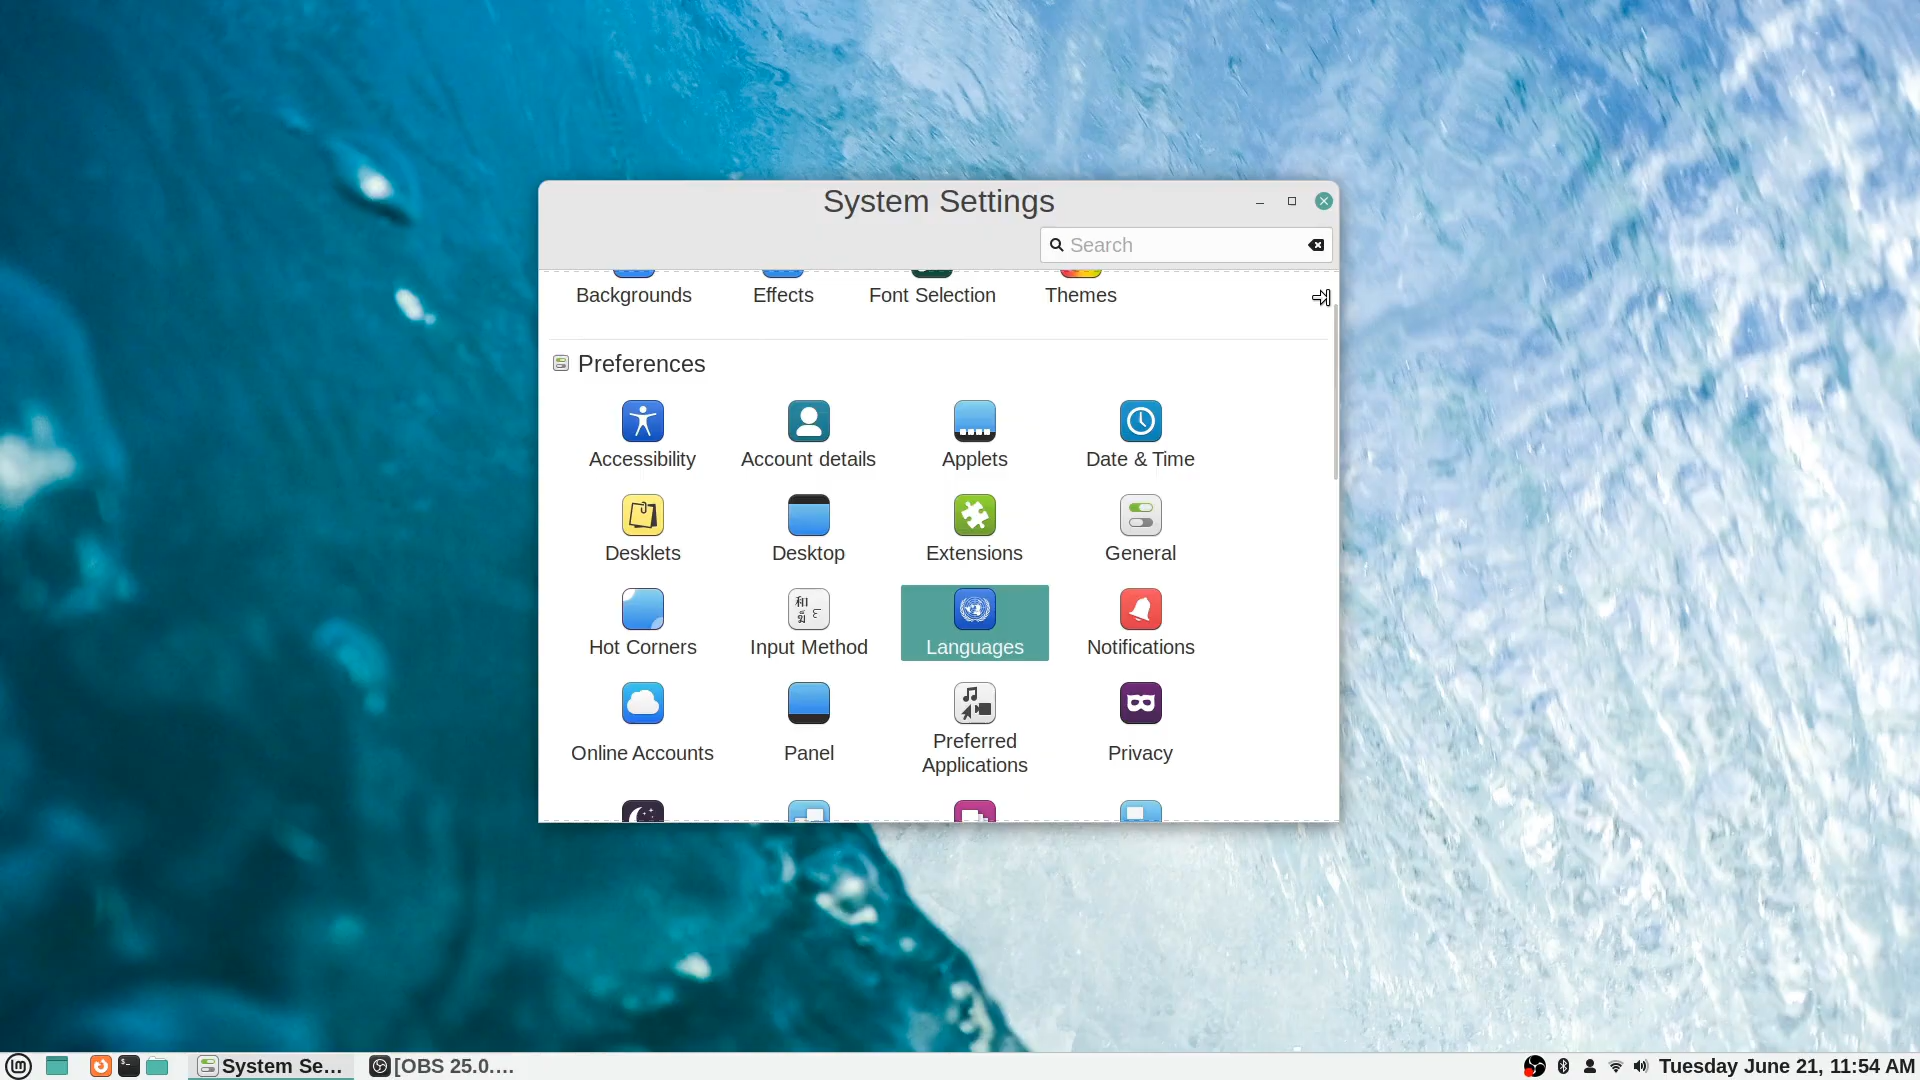 System Settings
Search
Backgrounds Effects Font Selection Themes
Preferences
Accessibility Account details Applets Date & Time
Desklets Desktop Extensions General
Hot Corners Input Method Languages Notifications
Online Accounts Panel Preferred Applications Privacy
System Se... [OBS 25.0.... Tuesday June 21, 11:54 AM